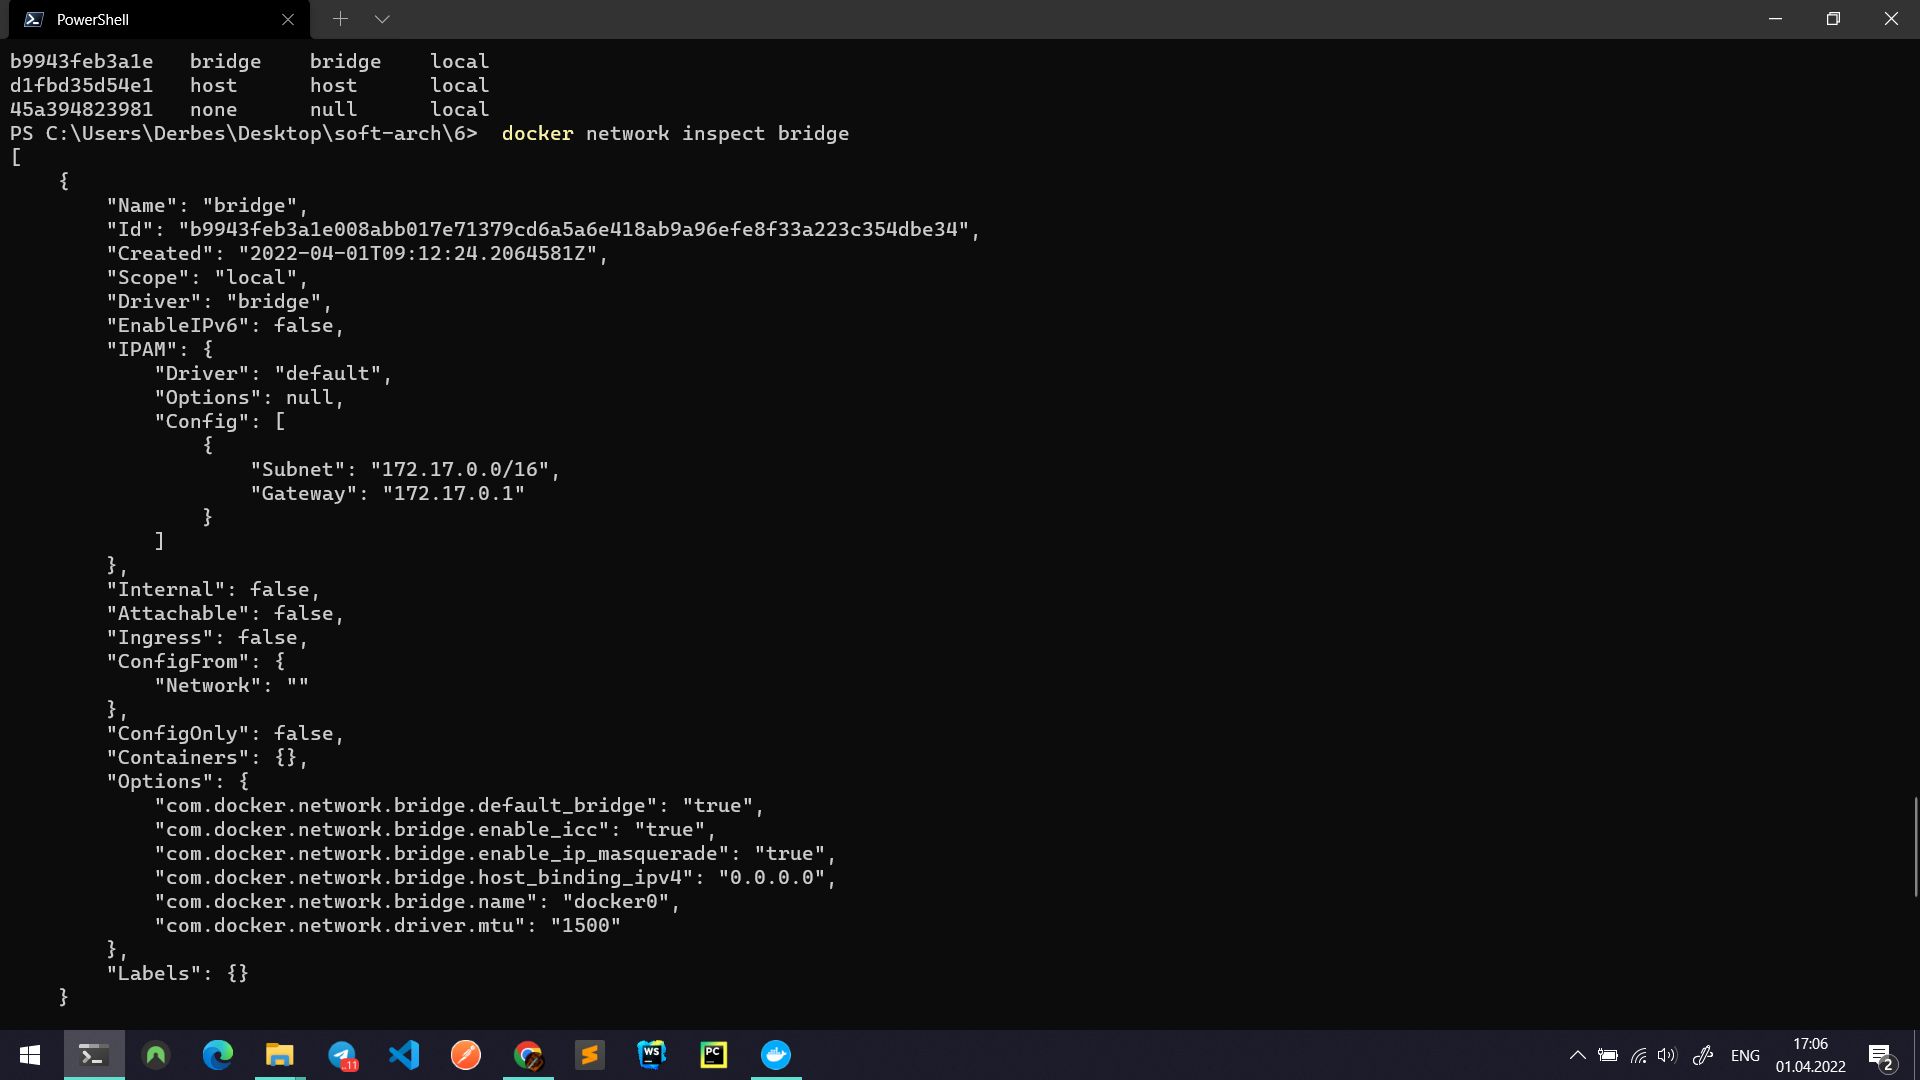 PowerShell
b9943feb3a1e   bridge    bridge    local
d1fbd35d54e1   host      host      local
45a394823981   none      null      local
PS C:\Users\Derbes\Desktop\soft-arch\6>  docker network inspect bridge
[
    {
        "Name": "bridge",
        "Id": "b9943feb3a1e008abb017e71379cd6a5a6e418ab9a96efe8f33a223c354dbe34",
        "Created": "2022-04-01T09:12:24.2064581Z",
        "Scope": "local",
        "Driver": "bridge",
        "EnableIPv6": false,
        "IPAM": {
            "Driver": "default",
            "Options": null,
            "Config": [
                {
                    "Subnet": "172.17.0.0/16",
                    "Gateway": "172.17.0.1"
                }
            ]
        },
        "Internal": false,
        "Attachable": false,
        "Ingress": false,
        "ConfigFrom": {
            "Network": ""
        },
        "ConfigOnly": false,
        "Containers": {},
        "Options": {
            "com.docker.network.bridge.default_bridge": "true",
            "com.docker.network.bridge.enable_icc": "true",
            "com.docker.network.bridge.enable_ip_masquerade": "true",
            "com.docker.network.bridge.host_binding_ipv4": "0.0.0.0",
            "com.docker.network.bridge.name": "docker0",
            "com.docker.network.driver.mtu": "1500"
        },
        "Labels": {}
    }
..11
WS
PC
ENG
17:06
01.04.2022
2